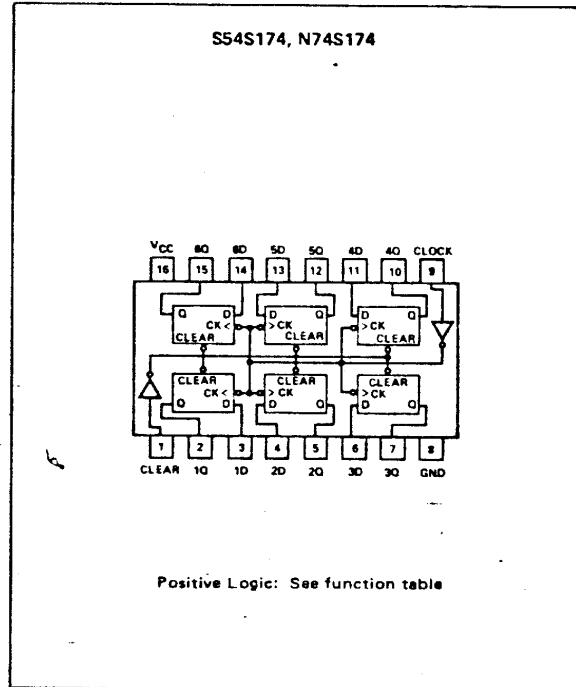 S54S174, N74S174
VCC 6Q 6D 5D 5Q 4D 4Q CLOCK
16 15 14 13 12 11 10 9
Q D D Q D Q
CK CK CK
CLEAR CLEAR CLEAR
CLEAR CLEAR CLEAR
CK CK CK
Q D D Q D Q
1 2 3 4 5 6 7 8
CLEAR 1Q 1D 2D 2Q 3D 3Q GND
Positive Logic: See function table